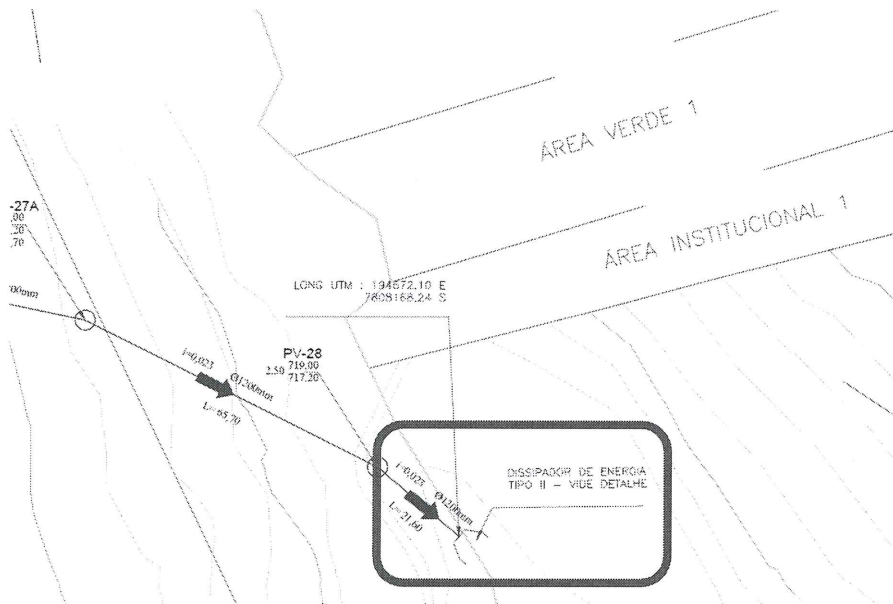 ÁREA VERDE 1
ÁREA INSTITUCIONAL 1
-27A
,00
,20
,70
00mm
LONG UTM : 194672.10 E
7808168.24 S
i=0,023
Ø1200mm
L=65,70
PV-28
2.50 719,00
717,20
i=0,023
Ø1200mm
L=21,60
DISSIPADOR DE ENERGIA
TIPO II – VIDE DETALHE